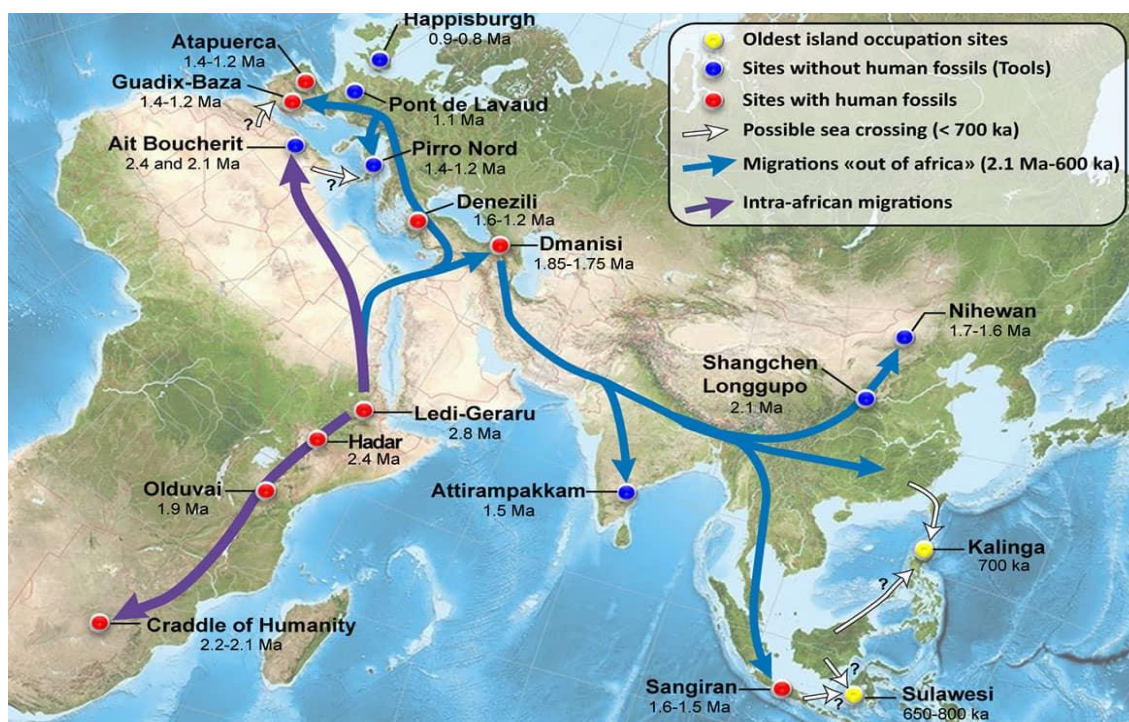 Happisburgh
0.9-0.8 Ma
Atapuerca
1.4-1.2 Ma
Guadix-Baza
1.4-1.2 Ma
?
Pont de Lavaud
1.1 Ma
Ait Boucherit
2.4 and 2.1 Ma
?
Pirro Nord
1.4-1.2 Ma
Denezili
1.6-1.2 Ma
Dmanisi
1.85-1.75 Ma
Oldest island occupation sites
Sites without human fossils (Tools)
Sites with human fossils
Possible sea crossing (< 700 ka)
Migrations «out of africa» (2.1 Ma-600 ka)
Intra-african migrations
Nihewan
1.7-1.6 Ma
Shangchen
Longgupo
2.1 Ma
Ledi-Geraru
2.8 Ma
Hadar
2.4 Ma
Olduvai
1.9 Ma
Attirampakkam
1.5 Ma
Kalinga
700 ka
?
Craddle of Humanity
2.2-2.1 Ma
Sangiran
1.6-1.5 Ma
?
?
Sulawesi
650-800 ka